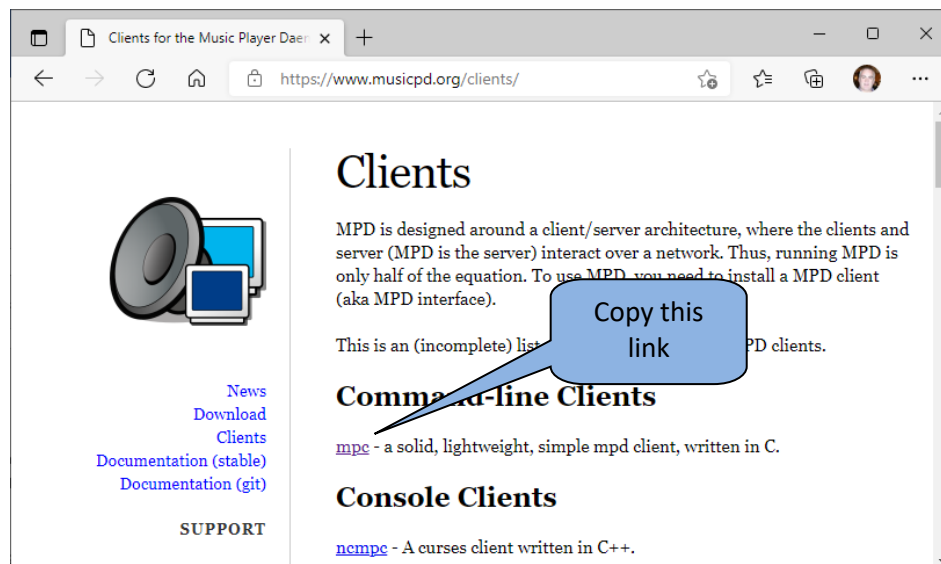 Clients for the Music Player Daer
https://www.musicpd.org/clients/
Clients
MPD is designed around a client/server architecture, where the clients and
server (MPD is the server) interact over a network. Thus, running MPD is
only half of the equation. To use MPD, you need to install a MPD client
(aka MPD interface).
Copy this
link
This is an (incomplete) list PD clients.
News
Download
Clients
Documentation (stable)
Documentation (git)
SUPPORT
Command-line Clients
mpc - a solid, lightweight, simple mpd client, written in C.
Console Clients
ncmpc - A curses client written in C++.